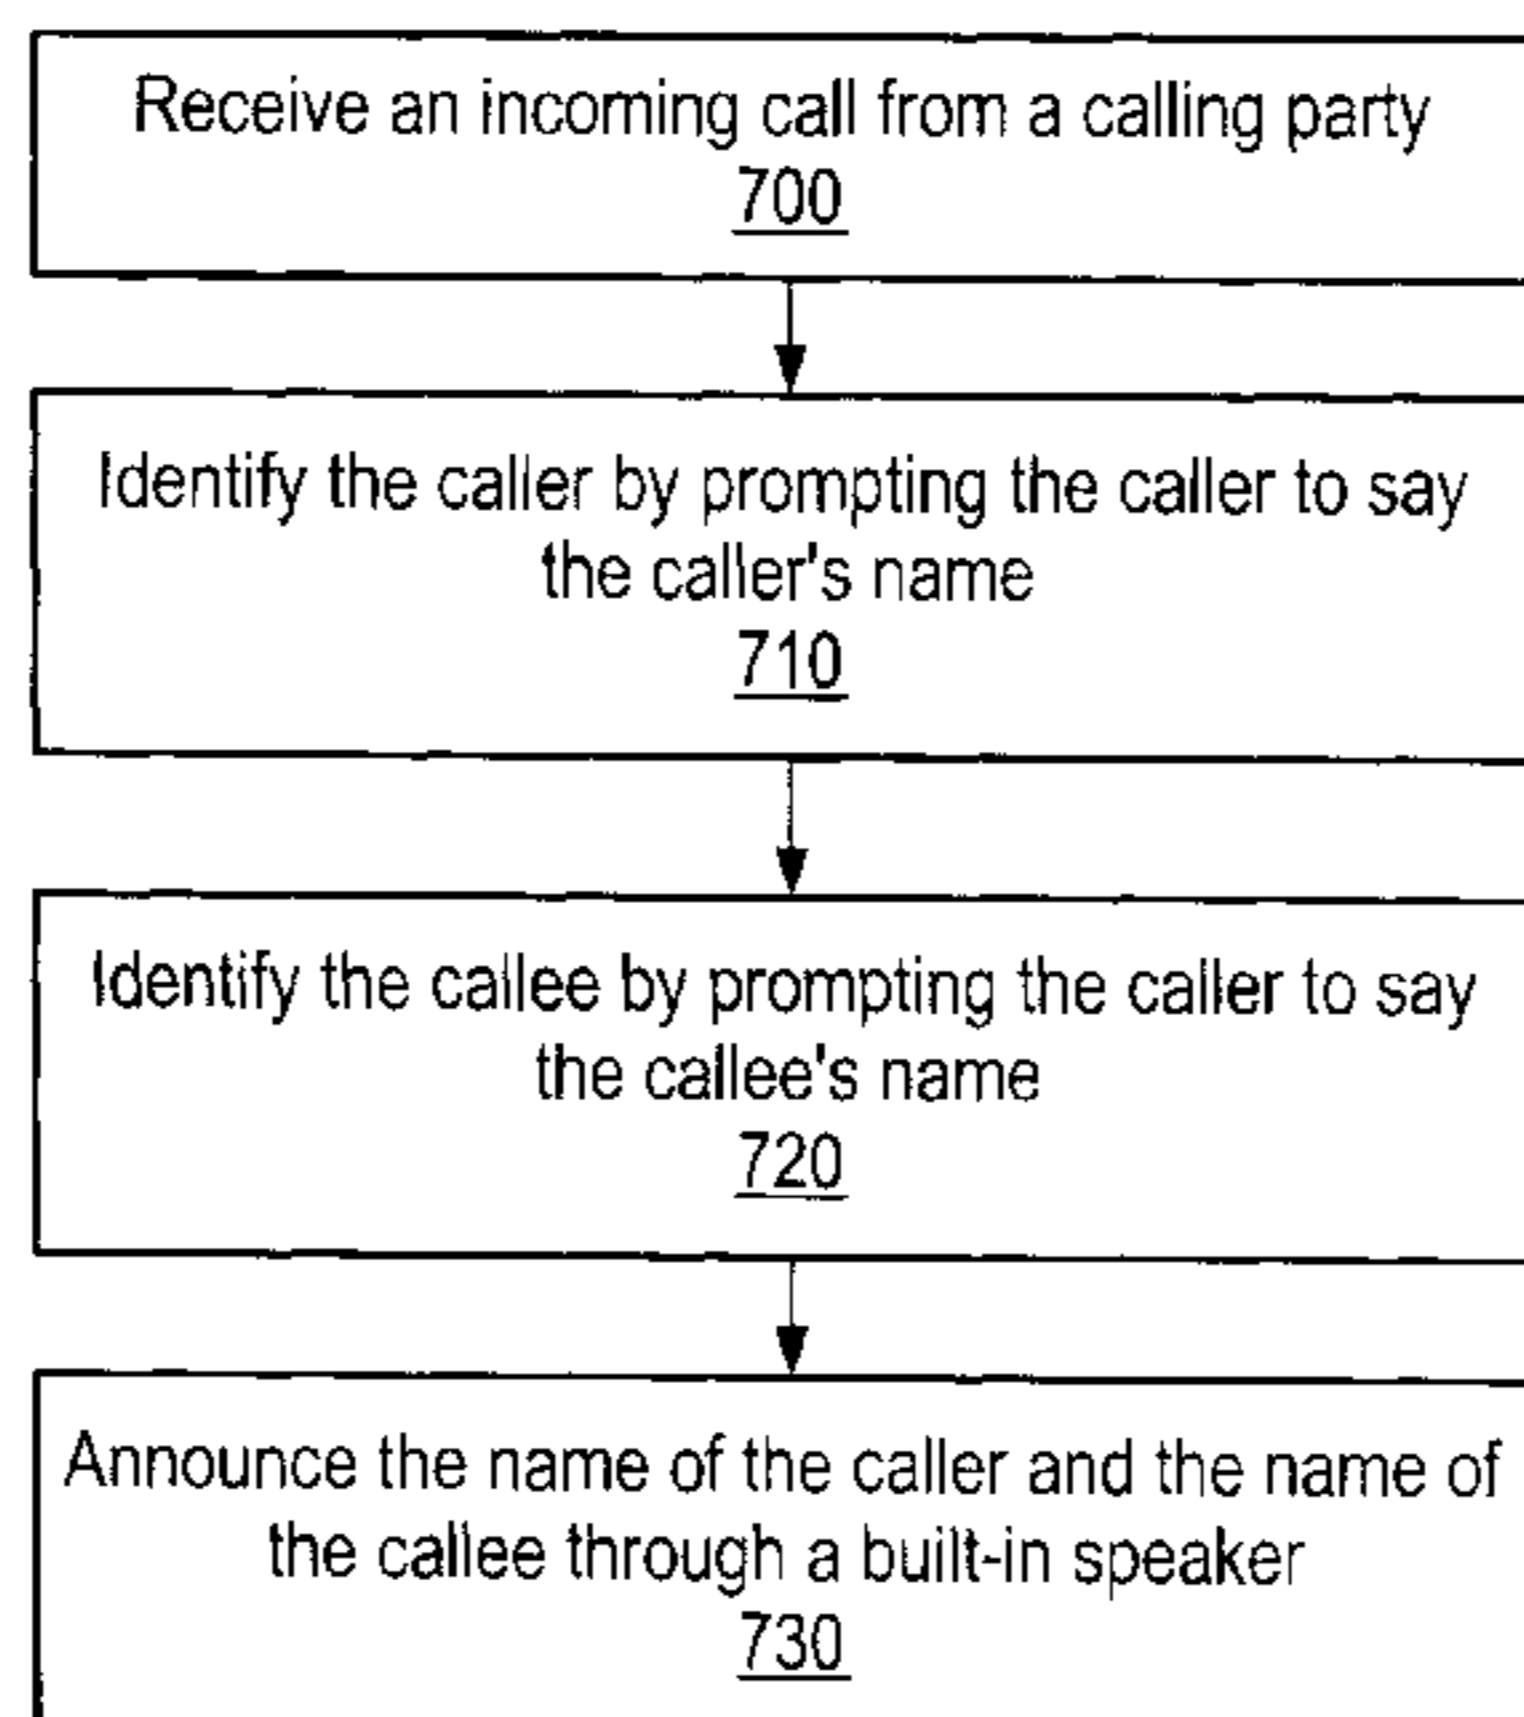 Receive an incoming call from a calling party
700
Identify the caller by prompting the caller to say
the caller's name
710
Identify the callee by prompting the caller to say
the callee's name
720
Announce the name of the caller and the name of
the callee through a built-in speaker
730